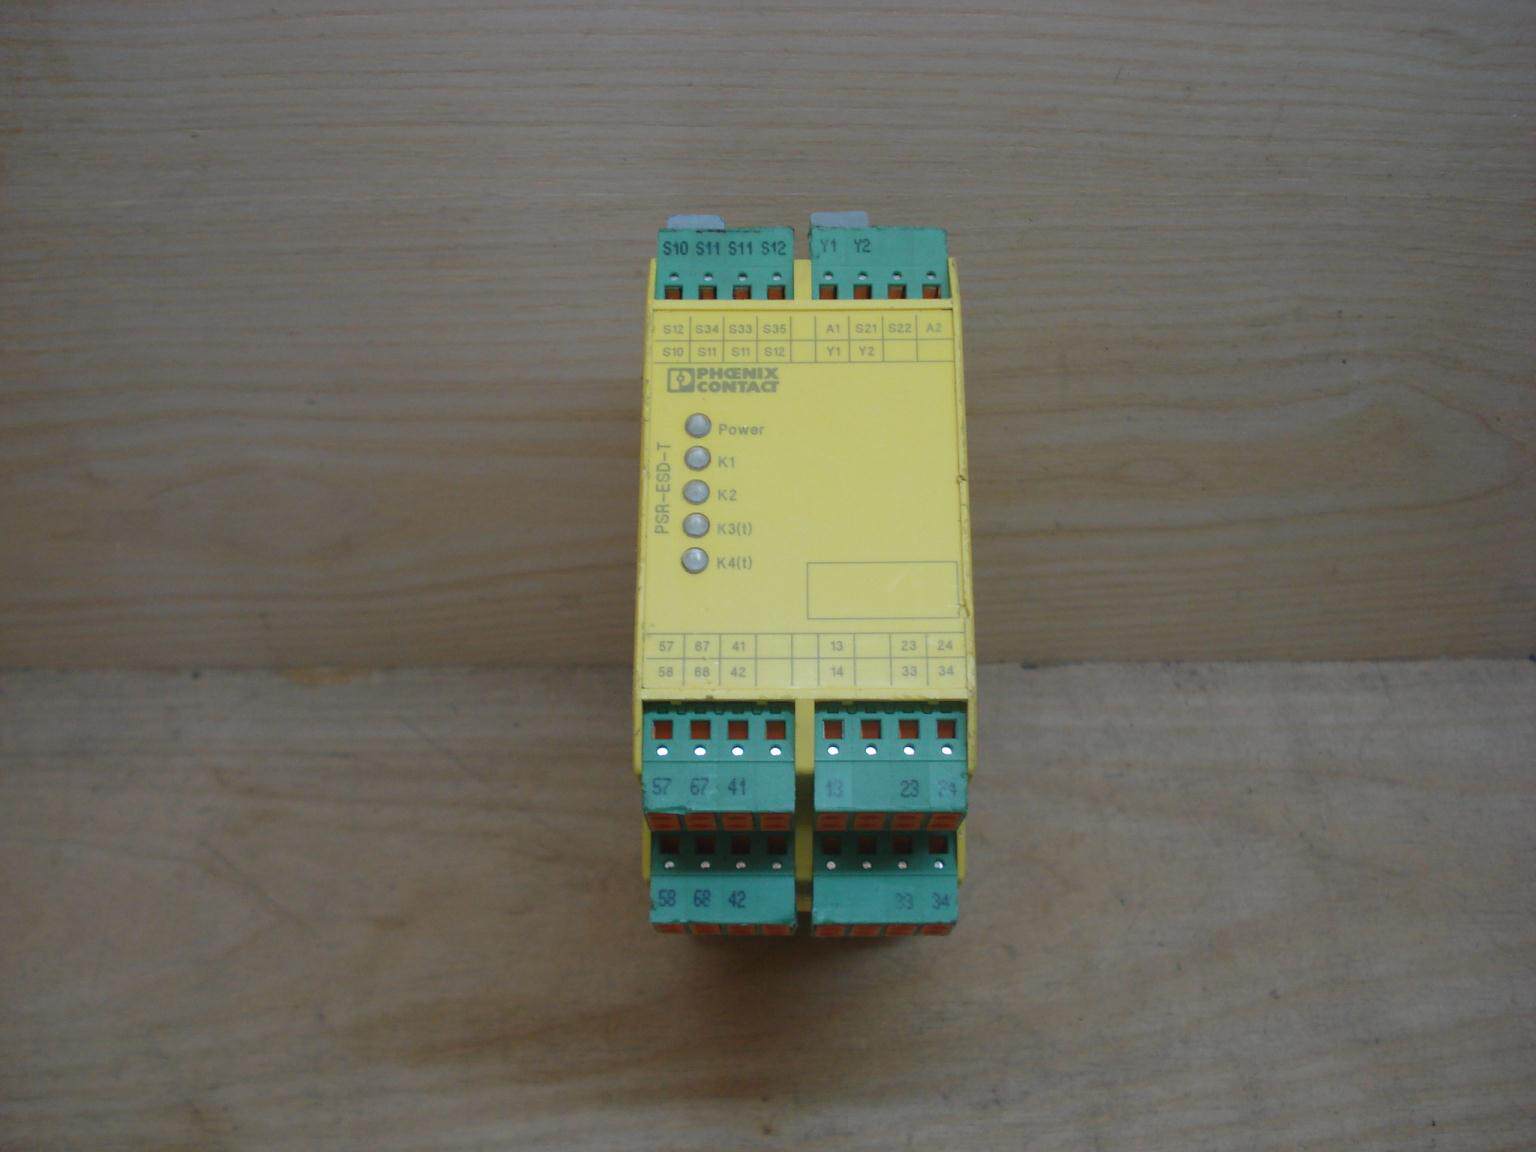 S10 S11 S11 S12 Y1 Y2
S12 S34 S33 S35 A1 S21 S22 A2
S10 S11 S11 S12 Y1 Y2
PHŒNIX
CONTACT
Power
K1
K2
K3(t)
K4(t)
PSR-ESD-T
57 67 41 13 23 24
58 68 42 14 33 34
57 67 41 13 23 24
58 68 42 33 34